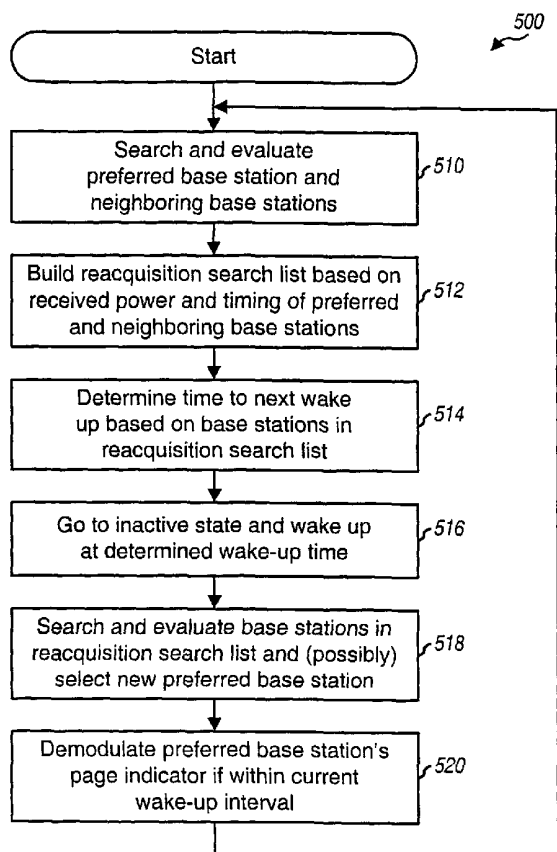 500
Start
Search and evaluate
preferred base station and
neighboring base stations
510
Build reacquisition search list based on
received power and timing of preferred
and neighboring base stations
512
Determine time to next wake
up based on base stations in
reacquisition search list
514
Go to inactive state and wake up
at determined wake-up time
516
Search and evaluate base stations in
reacquisition search list and (possibly)
select new preferred base station
518
Demodulate preferred base station's
page indicator if within current
wake-up interval
520